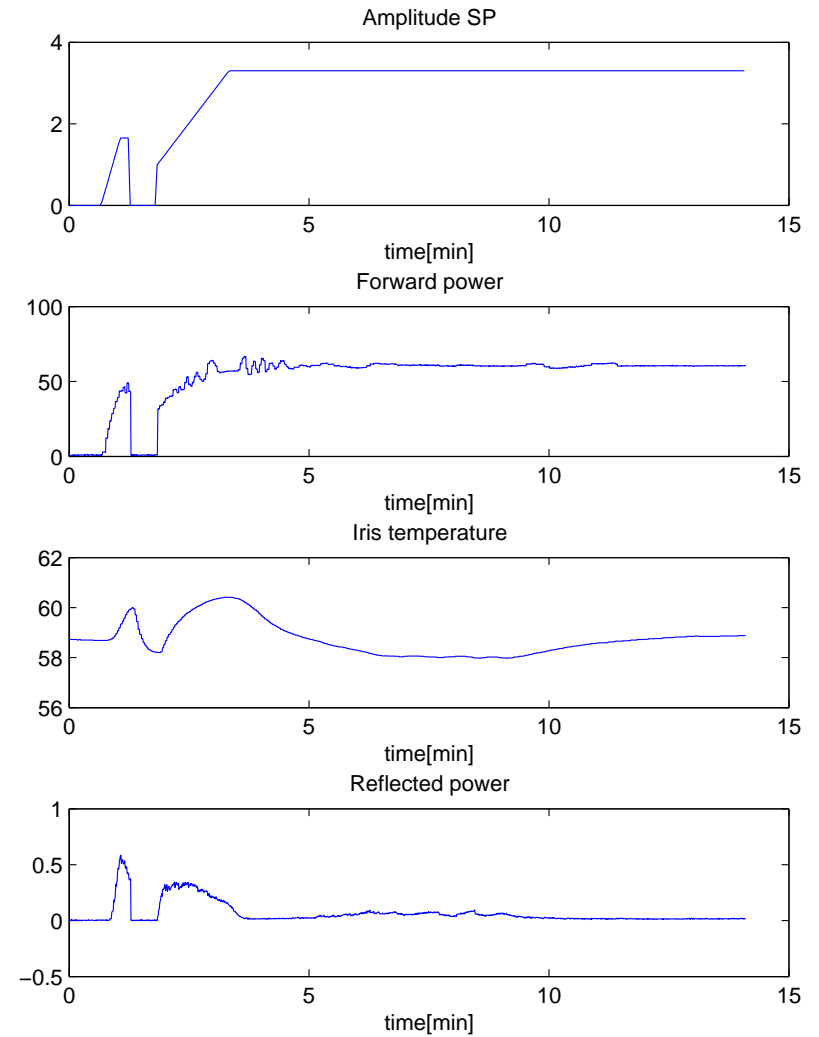 Amplitude SP
4
2
0
0 5 10 15
time[min]
Forward power
100
50
0
0 5 10 15
time[min]
Iris temperature
62
60
58
56
0 5 10 15
time[min]
Reflected power
1
0.5
0
−0.5
0 5 10 15
time[min]